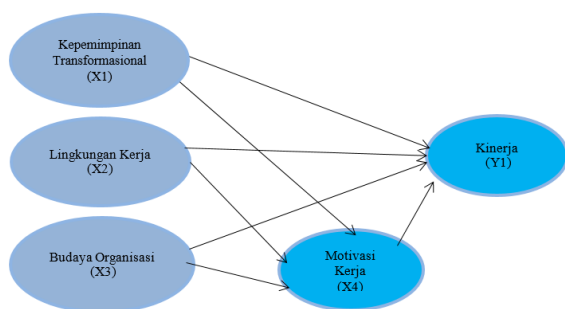 Kepemimpinan
Transformasional
(X1)
Lingkungan Kerja
(X2)
Kinerja
(Y1)
Budaya Organisasi
(X3)
Motivasi
Kerja
(X4)